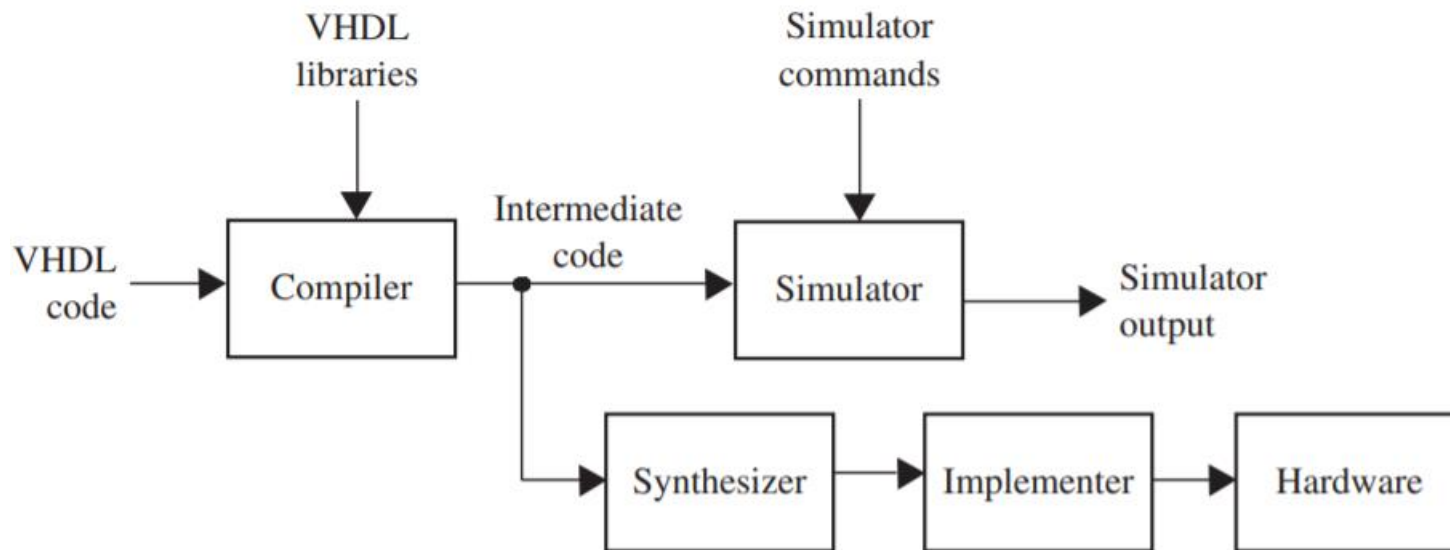 VHDL
libraries
Simulator
commands
Intermediate
code
VHDL
code
Compiler
Simulator
Simulator
output
Synthesizer
Implementer
Hardware